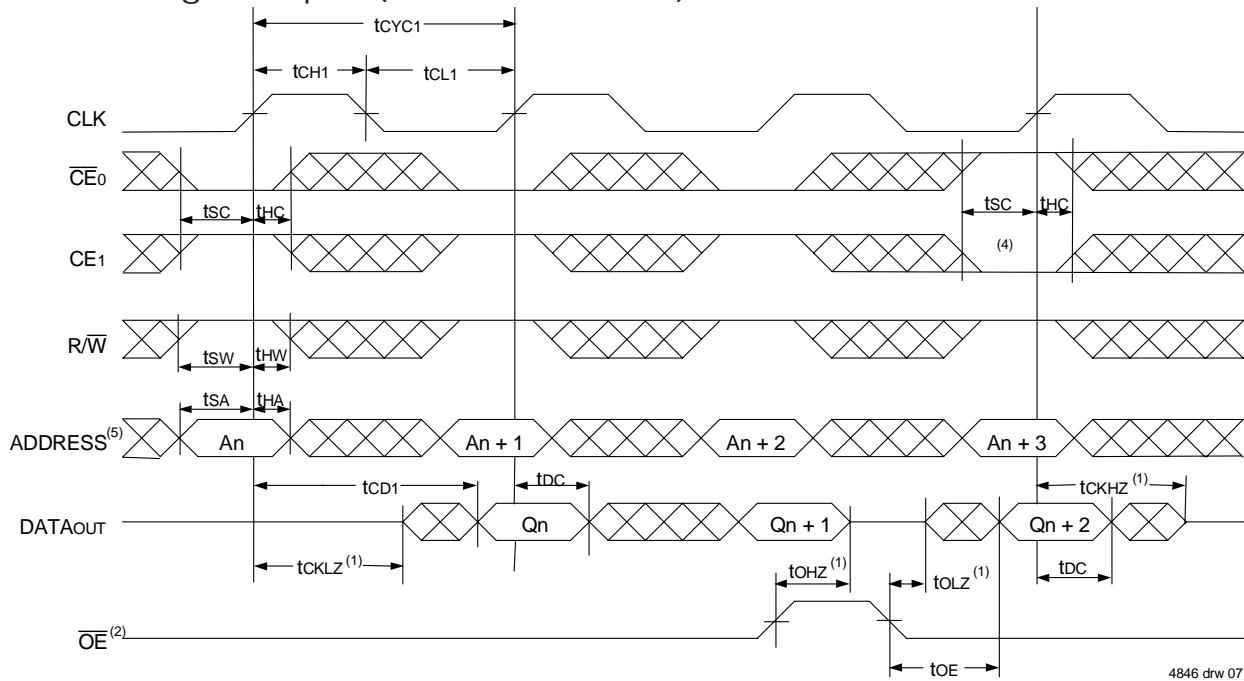 tCYC1
tCH1
tCL1
CLK
CE0
tSC
tHC
tSC
tHC
CE1
(4)
R/W
tSW
tHW
tSA
tHA
ADDRESS(5)
An
An + 1
An + 2
An + 3
tCD1
tDC
tCKHZ (1)
DATAOUT
Qn
Qn + 1
Qn + 2
tCKLZ (1)
tOHZ (1)
tOLZ (1)
tDC
OE (2)
tOE
4846 drw 07